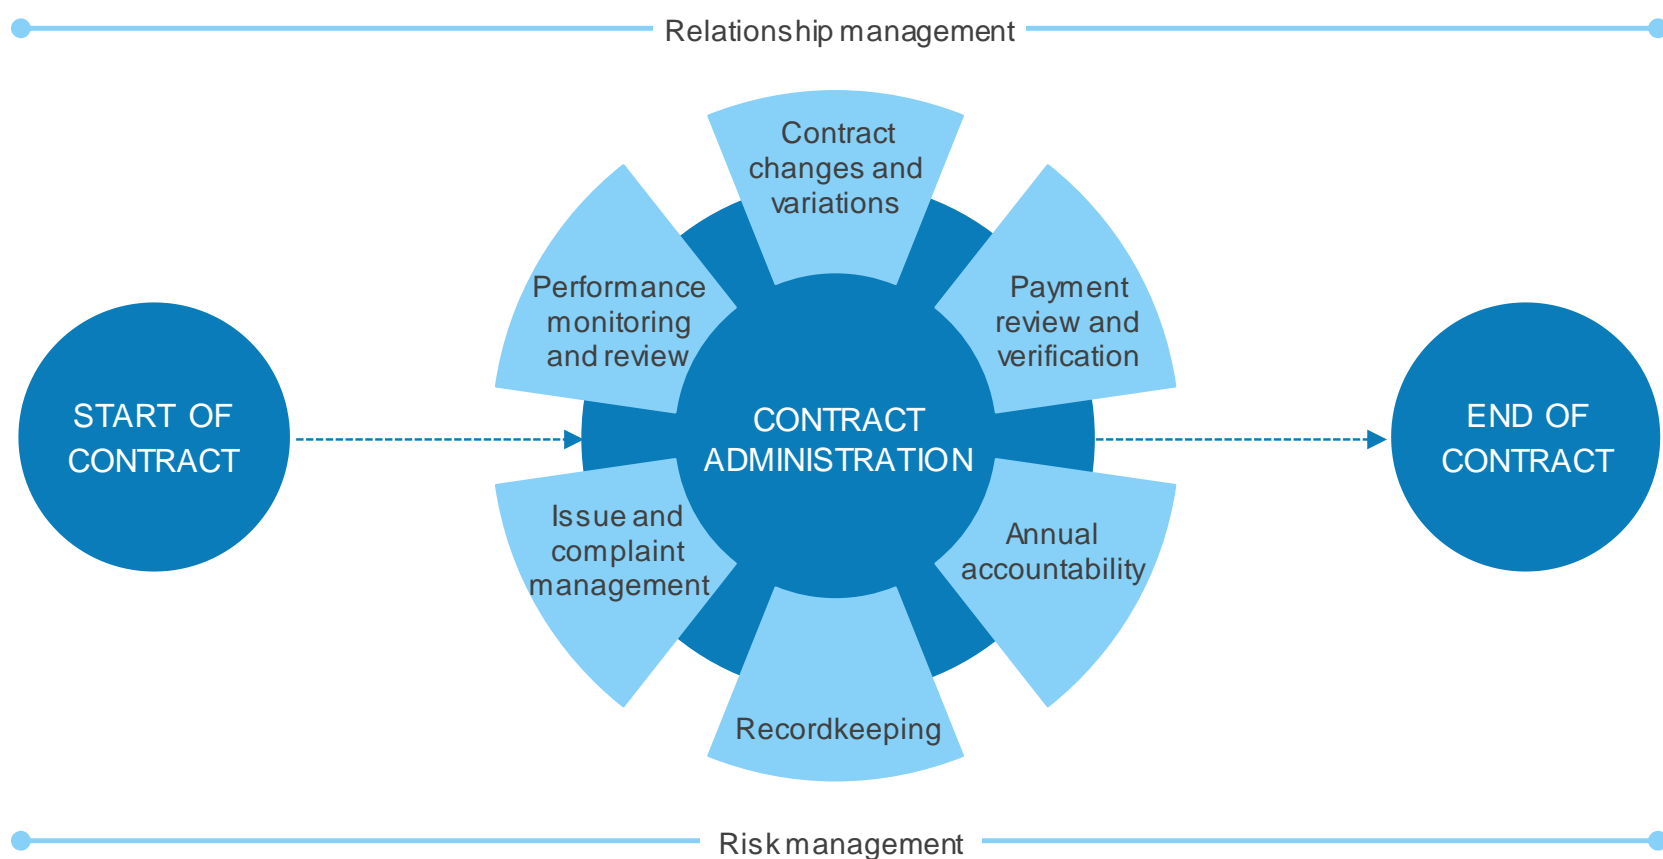 Relationship management
Contract
changes and
variations
Performance
monitoring
and review
Payment
review and
verification
START OF
CONTRACT
CONTRACT
ADMINISTRATION
END OF
CONTRACT
Issue and
complaint
management
Annual
accountability
Recordkeeping
Risk management